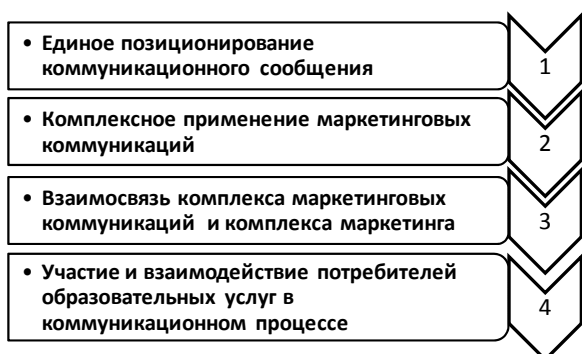 • Единое позиционирование
коммуникационного сообщения
1
• Комплексное применение маркетинговых
коммуникаций
2
• Взаимосвязь комплекса маркетинговых
коммуникаций и комплекса маркетинга
3
• Участие и взаимодействие потребителей
образовательных услуг в
коммуникационном процессе
4